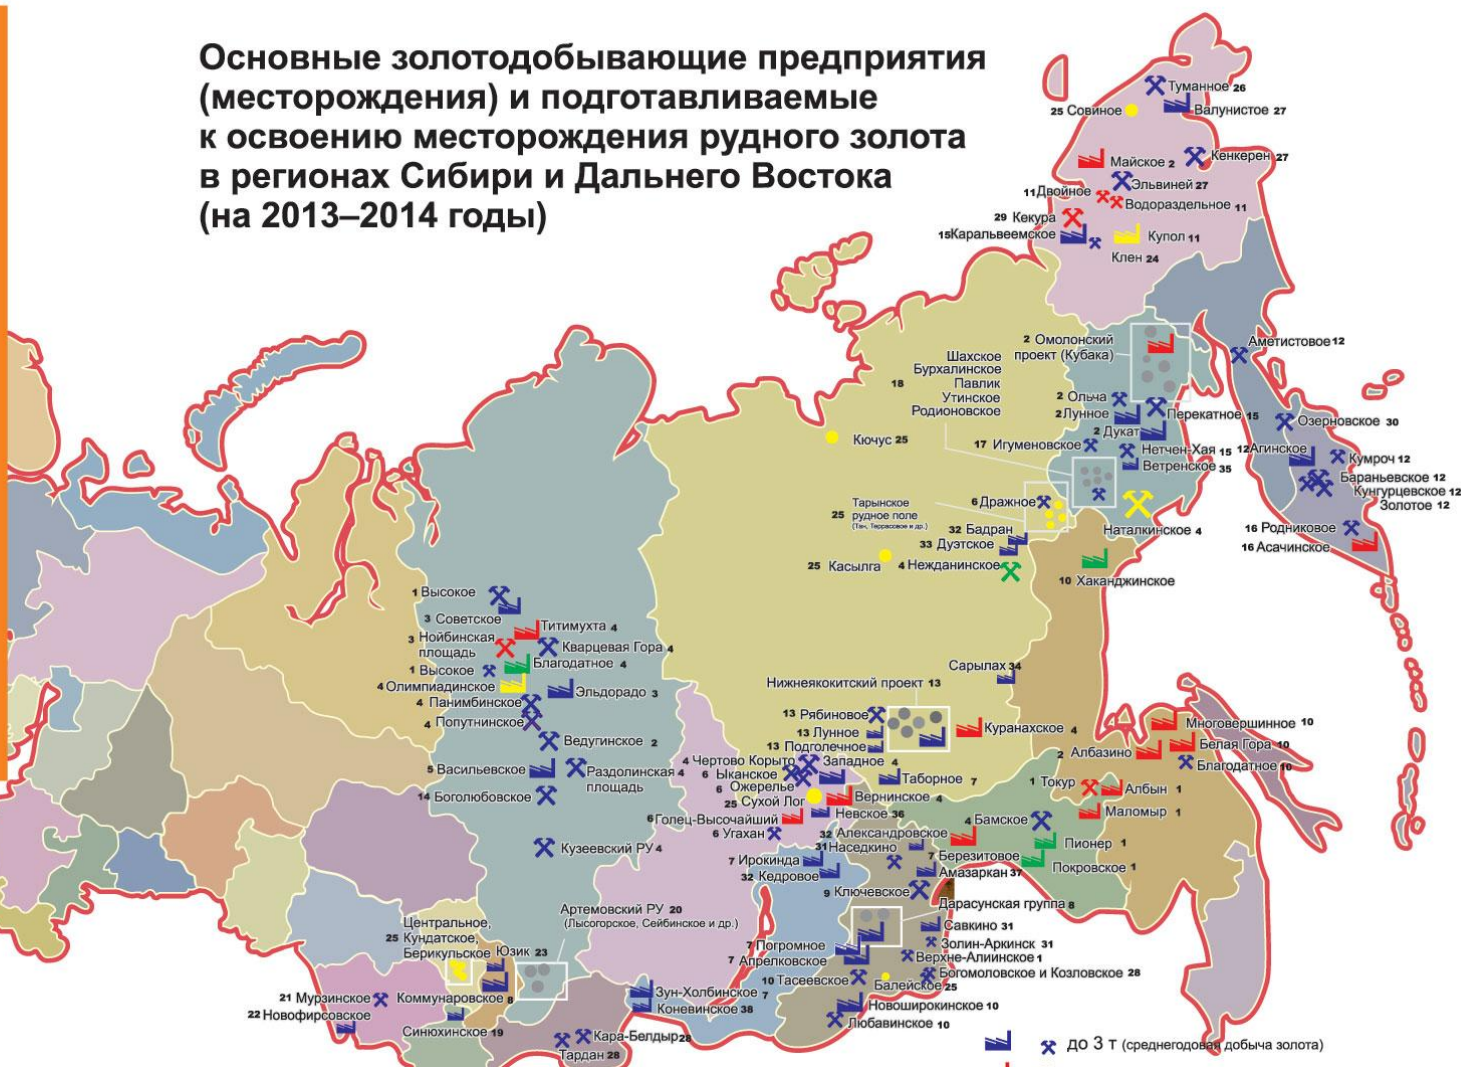 Основные золотодобывающие предприятия
(месторождения) и подготавливаемые
к освоению месторождения рудного золота
в регионах Сибири и Дальнего Востока
(на 2013–2014 годы)
Туманное 26
25 Совиное
Валунистое 27
Майское 2
Кенкерен 27
Эльвиней 27
11 Двойное
Водораздельное 11
29 Кекура
15 Каральвеемское
Купол 11
Клен 24
2 Омолонский
проект (Кубака)
Аметистовое 12
Шахское
Бурхалинское
18 Павлик
Утинское
Родионовское
2 Ольча
2 Лунное
Перекатное 15
Озерновское 30
2 Дукат
Кючус 25
17 Игуменовское
Нетчен-Хая 15
12 Агинское
Ветренское 35
Кумроч 12
Бараньевское 12
Кунгурцевское 12
Золотое 12
Тарынское
25 рудное поле
(Тан, Террасовое и др.)
6 Дражное
32 Бадран
Наталкинское 4
16 Родниковое
33 Дуэтское
16 Асачинское
25 Касылга
4 Нежданинское
10 Хаканджинское
1 Высокое
3 Советское
Титимухта 4
3 Нойбинская
площадь
Кварцевая Гора 4
1 Высокое
Благодатное 4
4 Олимпиадинское
Эльдорадо 3
4 Панимбинское
4 Попутнинское
Ведугинское 2
5 Васильевское
Раздолинская 4
площадь
14 Боголюбовское
Кузеевский РУ 4
Сарылах 34
Нижнеякокитский проект 13
13 Рябиновое
13 Лунное
13 Подголечное
Куранахское 4
Многовершинное 10
Белая Гора 10
2 Албазино
Благодатное 10
4 Чертово Корыто
Западное 4
6 Ыканское
Таборное 7
6 Ожерелье
25 Сухой Лог
Вернинское 4
1 Токур
Албын 1
Невское 36
6 Голец-Высочайший
Маломыр 1
6 Угахан
32 Александровское
4 Бамское
31 Наседкино
Пионер 1
7 Ирокинда
7 Березитовое
Покровское 1
32 Кедровое
Амазаркан 37
9 Ключевское
Дарасунская группа 8
Артемовский РУ 20
(Лысогорское, Сейбинское и др.)
Центральное,
25 Кундатское,
Берикульское
Юзик 23
Савкино 31
7 Погромное
Золин-Аркинск 31
7 Апрелковское
Верхне-Алиинское 1
10 Тасеевское
Богомоловское и Козловское 28
Балейское 25
21 Мурзинское
Коммунаровское 8
Зун-Холбинское 7
22 Новофирсовское
Коневинское 38
Новоширокинское 10
Синюхинское 19
Любавинское 10
Кара-Белдыр 28
Тардан 28
до 3 т (среднегодовая добыча золота)